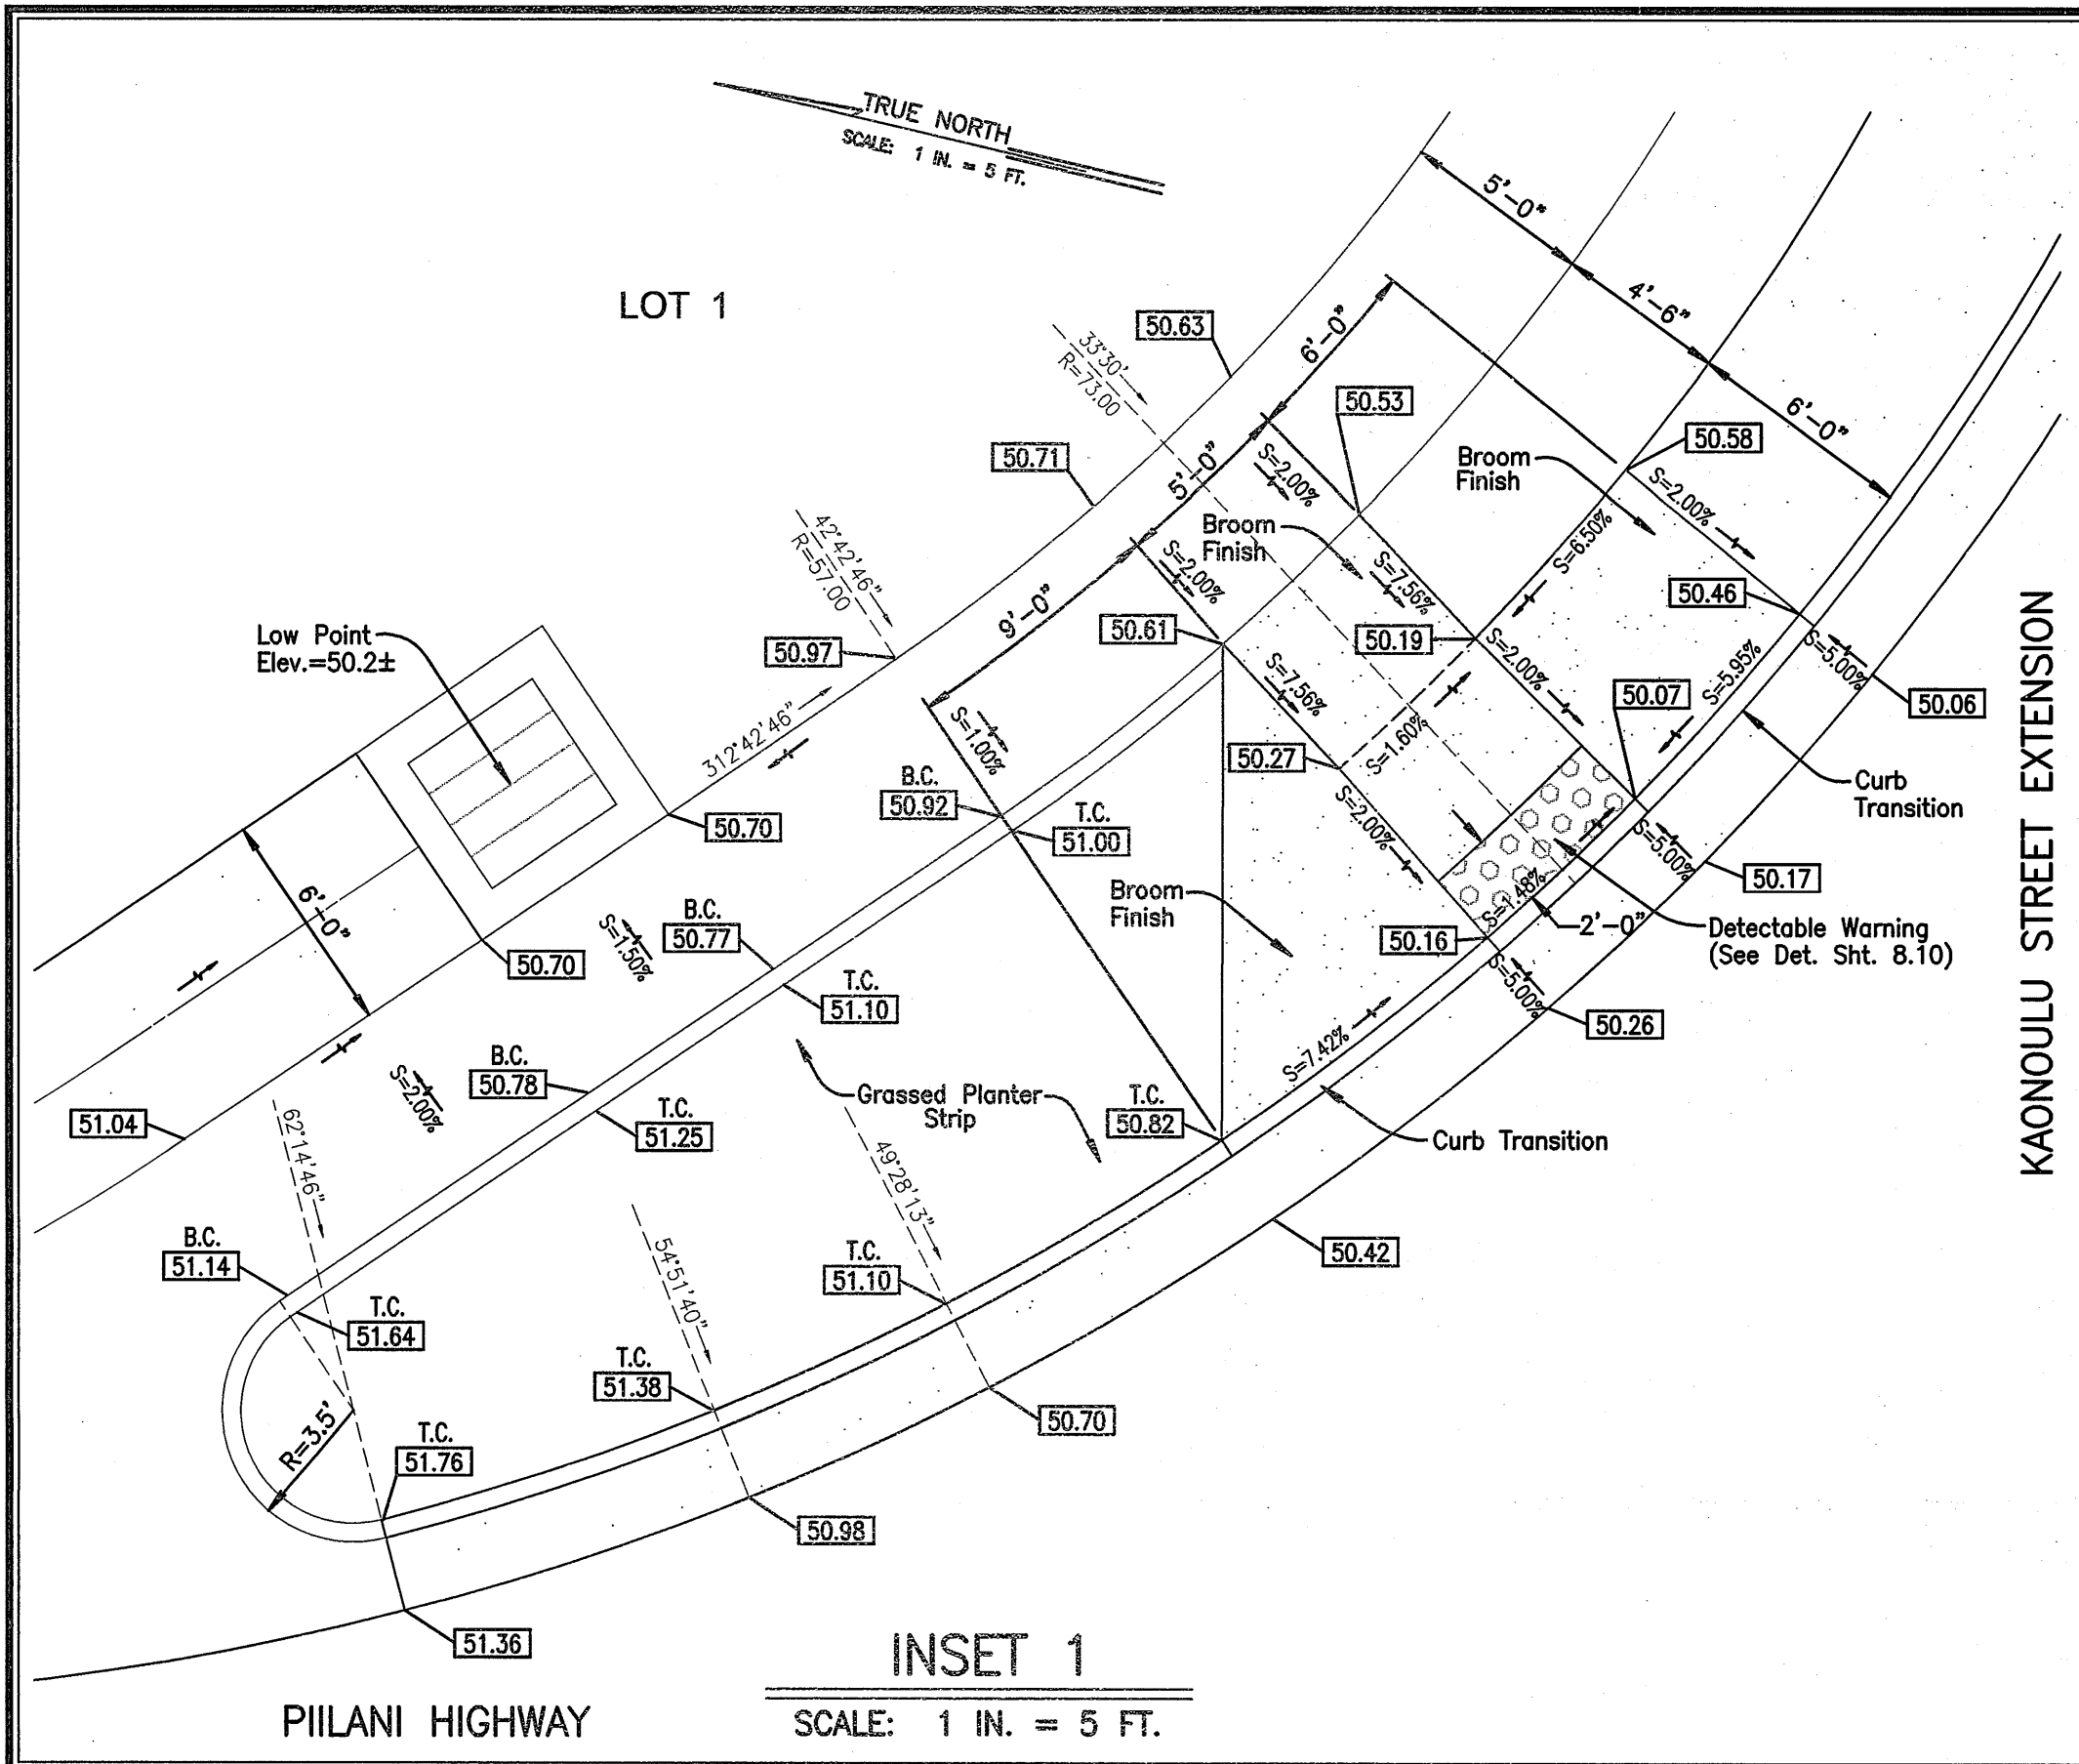 TRUE NORTH
SCALE: 1 IN. = 5 FT.
LOT 1
5'-0"
4'-6"
6'-0"
6'-0"
5'-0"
9'-0"
50.63
33°30'
R=73.00
50.53
50.71
50.58
Broom
Finish
S=2.00%
S=2.00%
Broom
Finish
S=6.50%
42°42'46"
R=57.00
S=2.00%
S=7.56%
50.46
50.61
50.19
S=2.00%
S=5.00%
Low Point
Elev.=50.2±
50.97
S=7.56%
50.07
S=5.95%
50.06
312°42'46"
S=1.00%
S=1.60%
50.27
Curb
Transition
B.C.
50.92
T.C.
51.00
50.70
S=2.00%
S=5.00%
50.17
6'-0"
Broom
Finish
S=1.48%
2'-0"
Detectable Warning
(See Det. Sht. 8.10)
B.C.
50.77
S=1.50%
50.70
50.16
S=5.00%
T.C.
51.10
50.26
B.C.
50.78
S=7.42%
S=2.00%
Grassed Planter
Strip
T.C.
50.82
51.04
T.C.
51.25
Curb Transition
62°14'46"
49°28'13"
B.C.
51.14
54°51'40"
T.C.
51.10
50.42
T.C.
51.64
T.C.
51.38
50.70
R=3.5'
T.C.
51.76
50.98
51.36
KAONOULU STREET EXTENSION
PIILANI HIGHWAY
INSET 1
SCALE: 1 IN. = 5 FT.